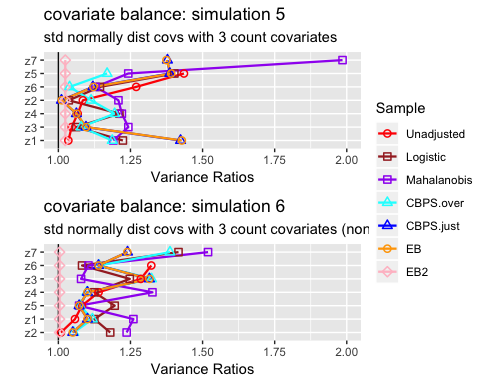 covariate balance: simulation 5
std normally dist covs with 3 count covariates
z7
z5
z6
z2
z4
z3
z1
1.00
1.25
1.50
1.75
2.00
Variance Ratios
covariate balance: simulation 6
std normally dist covs with 3 count covariates (non
z7
z6
z3
z4
z5
z1
z2
1.00
1.25
1.50
1.75
2.00
Variance Ratios
Sample
Unadjusted
Logistic
Mahalanobis
CBPS.over
CBPS.just
EB
EB2